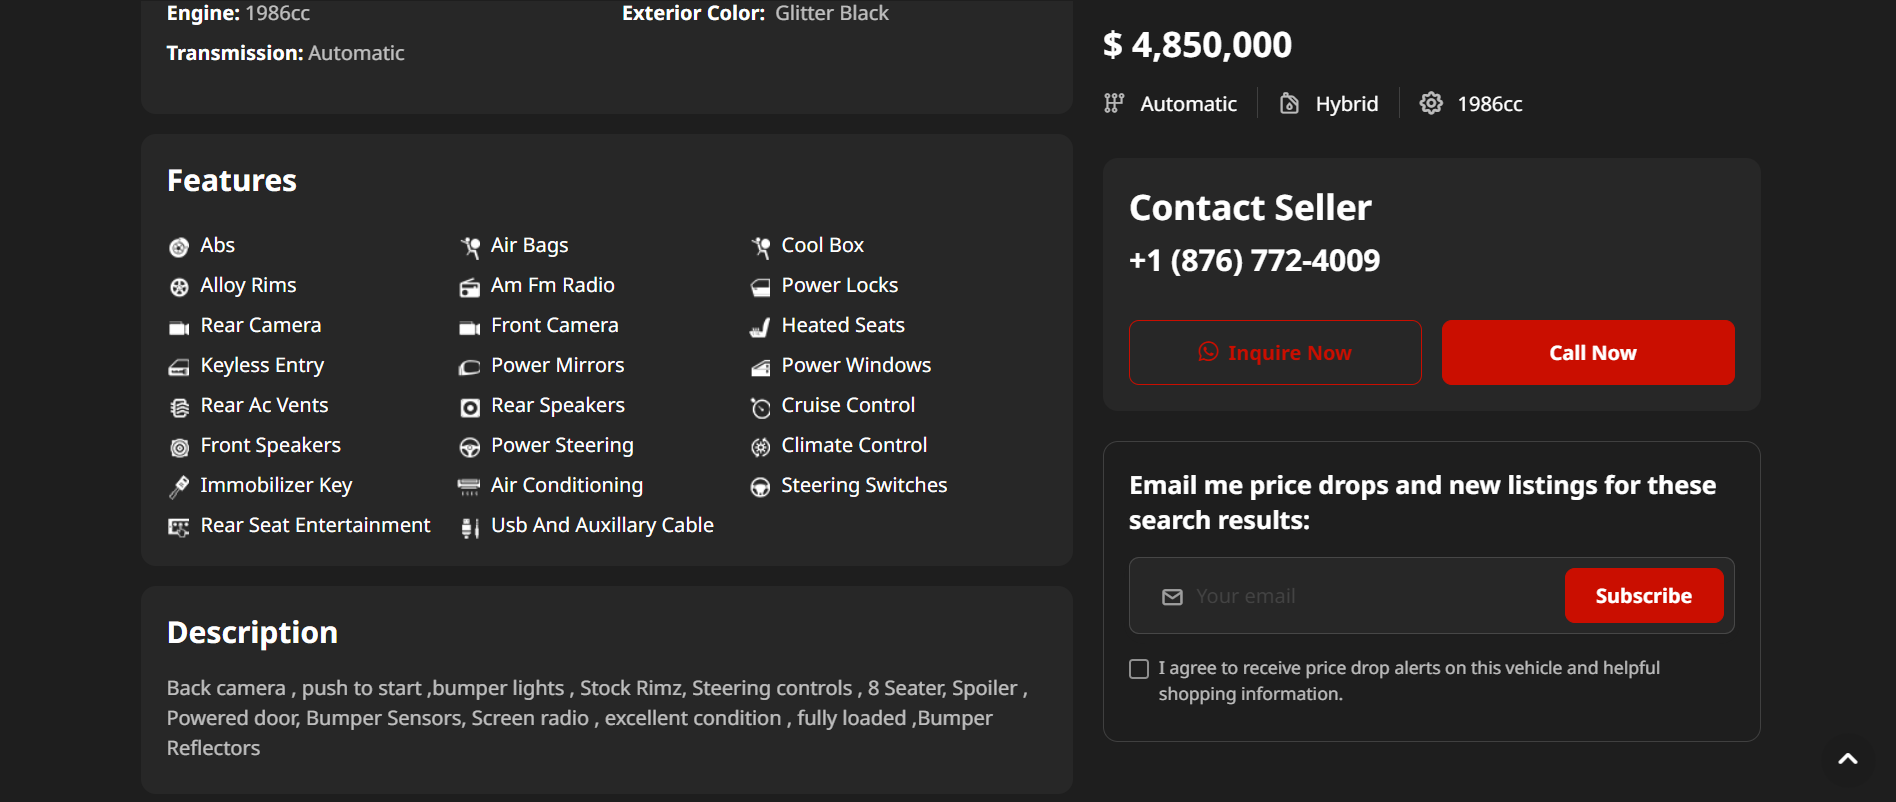 Engine: 1986cc
Exterior Color: Glitter Black
Transmission: Automatic
Features
Abs
Air Bags
Cool Box
Alloy Rims
Am Fm Radio
Power Locks
Rear Camera
Front Camera
Heated Seats
Keyless Entry
Power Mirrors
Power Windows
Rear Ac Vents
Rear Speakers
Cruise Control
Front Speakers
Power Steering
Climate Control
Immobilizer Key
Air Conditioning
Steering Switches
Rear Seat Entertainment
Usb And Auxillary Cable
Description
Back camera , push to start ,bumper lights , Stock Rimz, Steering controls , 8 Seater, Spoiler ,
Powered door, Bumper Sensors, Screen radio , excellent condition , fully loaded ,Bumper
Reflectors
$ 4,850,000
Automatic
Hybrid
1986cc
Contact Seller
+1 (876) 772-4009
Inquire Now
Call Now
Email me price drops and new listings for these
search results:
Your email
Subscribe
I agree to receive price drop alerts on this vehicle and helpful
shopping information.